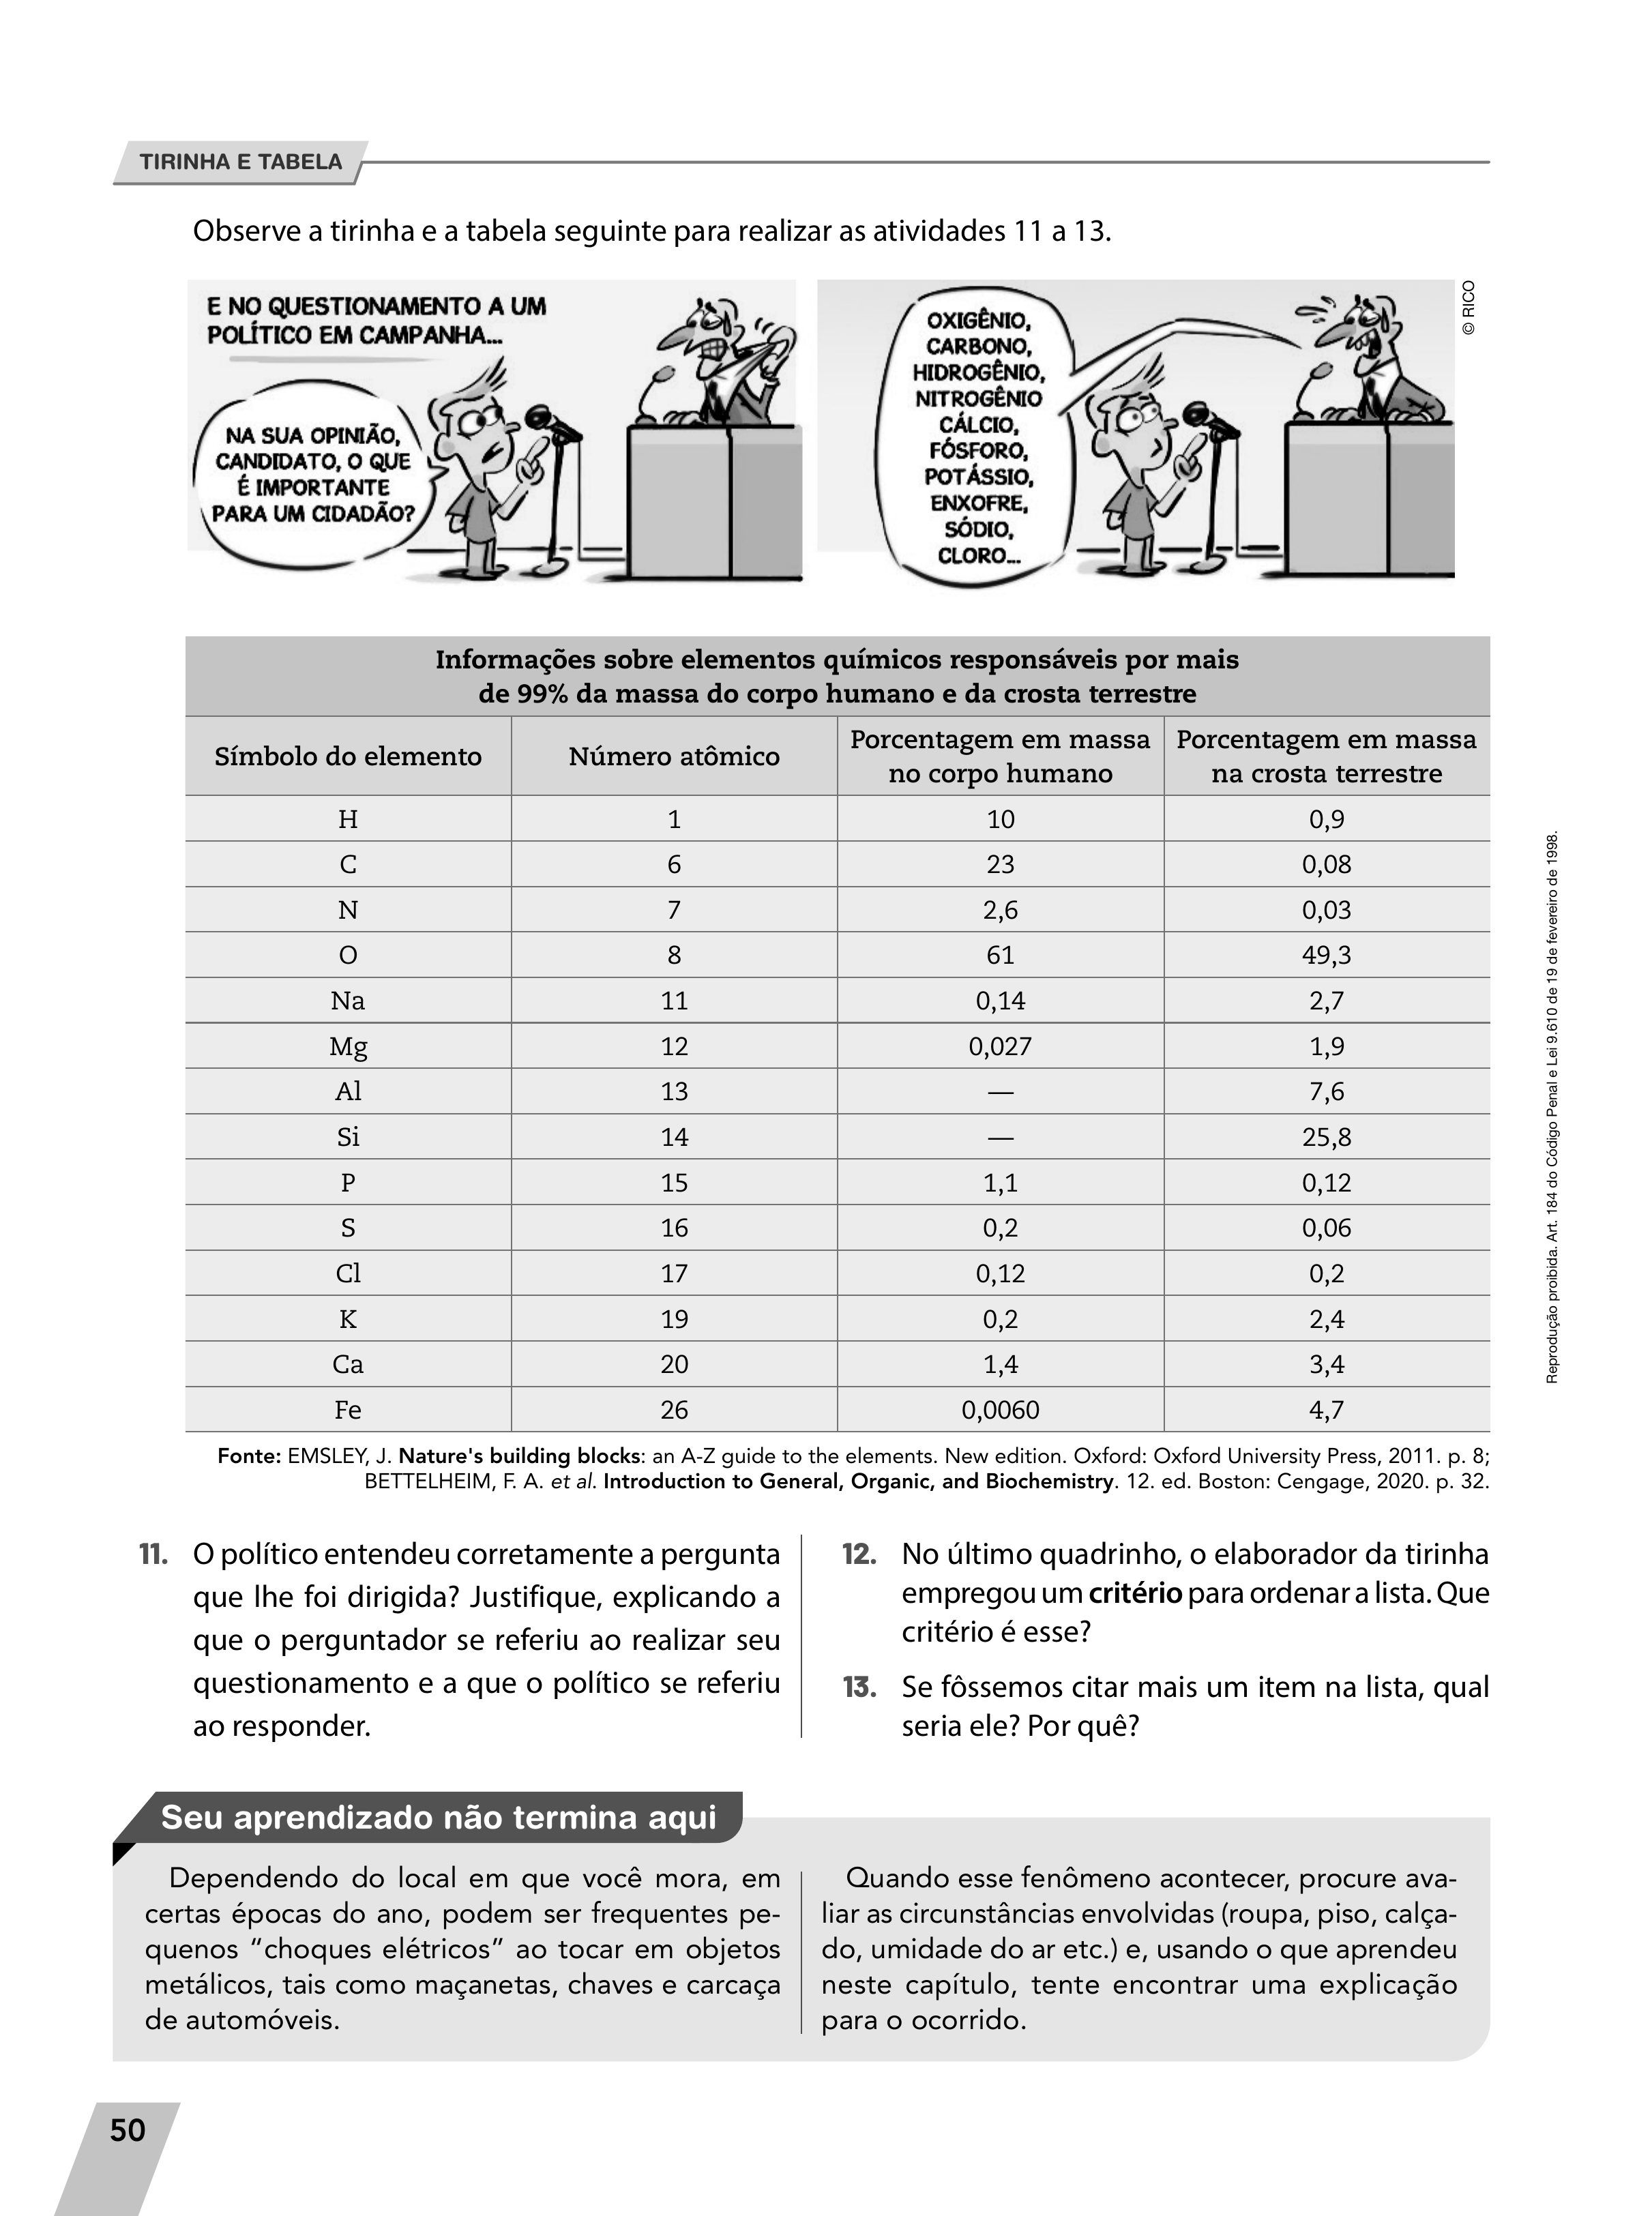 TIRINHA E TABELA
Observe a tirinha e a tabela seguinte para realizar as atividades 11 a 13.
E NO QUESTIONAMENTO A UM
POLÍTICO EM CAMPANHA...
NA SUA OPINIÃO,
CANDIDATO, O QUE
É IMPORTANTE
PARA UM CIDADÃO?
OXIGÊNIO,
CARBONO,
HIDROGÊNIO,
NITROGÊNIO
CÁLCIO,
FÓSFORO,
POTÁSSIO,
ENXOFRE,
SÓDIO,
CLORO...
© RICO
Informações sobre elementos químicos responsáveis por mais
de 99% da massa do corpo humano e da crosta terrestre
Símbolo do elemento Número atômico Porcentagem em massa no corpo humano Porcentagem em massa na crosta terrestre
H 1 10 0,9
C 6 23 0,08
N 7 2,6 0,03
O 8 61 49,3
Na 11 0,14 2,7
Mg 12 0,027 1,9
Al 13 — 7,6
Si 14 — 25,8
P 15 1,1 0,12
S 16 0,2 0,06
Cl 17 0,12 0,2
K 19 0,2 2,4
Ca 20 1,4 3,4
Fe 26 0,0060 4,7
Fonte: EMSLEY, J. Nature's building blocks: an A-Z guide to the elements. New edition. Oxford: Oxford University Press, 2011. p. 8;
BETTELHEIM, F. A. et al. Introduction to General, Organic, and Biochemistry. 12. ed. Boston: Cengage, 2020. p. 32.
11. O político entendeu corretamente a pergunta
que lhe foi dirigida? Justifique, explicando a
que o perguntador se referiu ao realizar seu
questionamento e a que o político se referiu
ao responder.
12. No último quadrinho, o elaborador da tirinha
empregou um critério para ordenar a lista. Que
critério é esse?
13. Se fôssemos citar mais um item na lista, qual
seria ele? Por quê?
Seu aprendizado não termina aqui
Dependendo do local em que você mora, em
certas épocas do ano, podem ser frequentes pe-
quenos “choques elétricos” ao tocar em objetos
metálicos, tais como maçanetas, chaves e carcaça
de automóveis.
Quando esse fenômeno acontecer, procure ava-
liar as circunstâncias envolvidas (roupa, piso, calça-
do, umidade do ar etc.) e, usando o que aprendeu
neste capítulo, tente encontrar uma explicação
para o ocorrido.
Reprodução proibida. Art. 184 do Código Penal e Lei 9.610 de 19 de fevereiro de 1998.
50